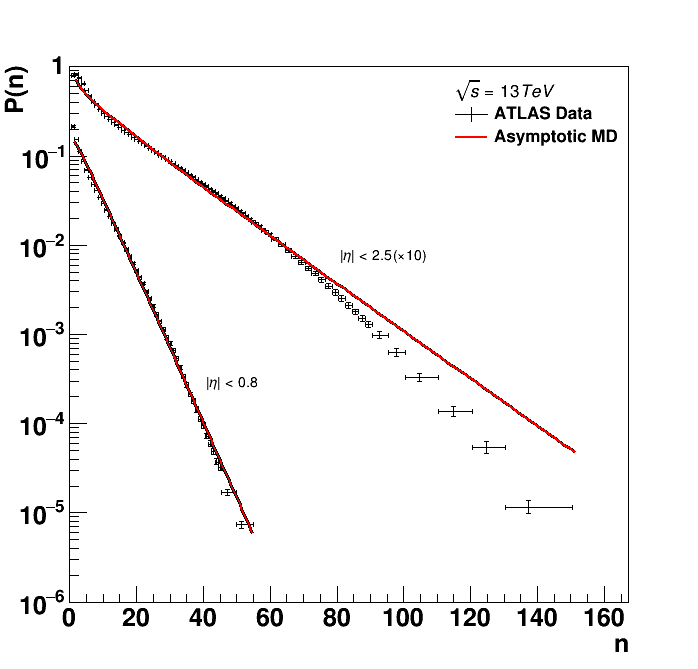 P(n)
1
10⁻¹
10⁻²
10⁻³
10⁻⁴
10⁻⁵
10⁻⁶
√s = 13TeV
ATLAS Data
Asymptotic MD
|η| < 2.5(×10)
|η| < 0.8
0 20 40 60 80 100 120 140 160
n